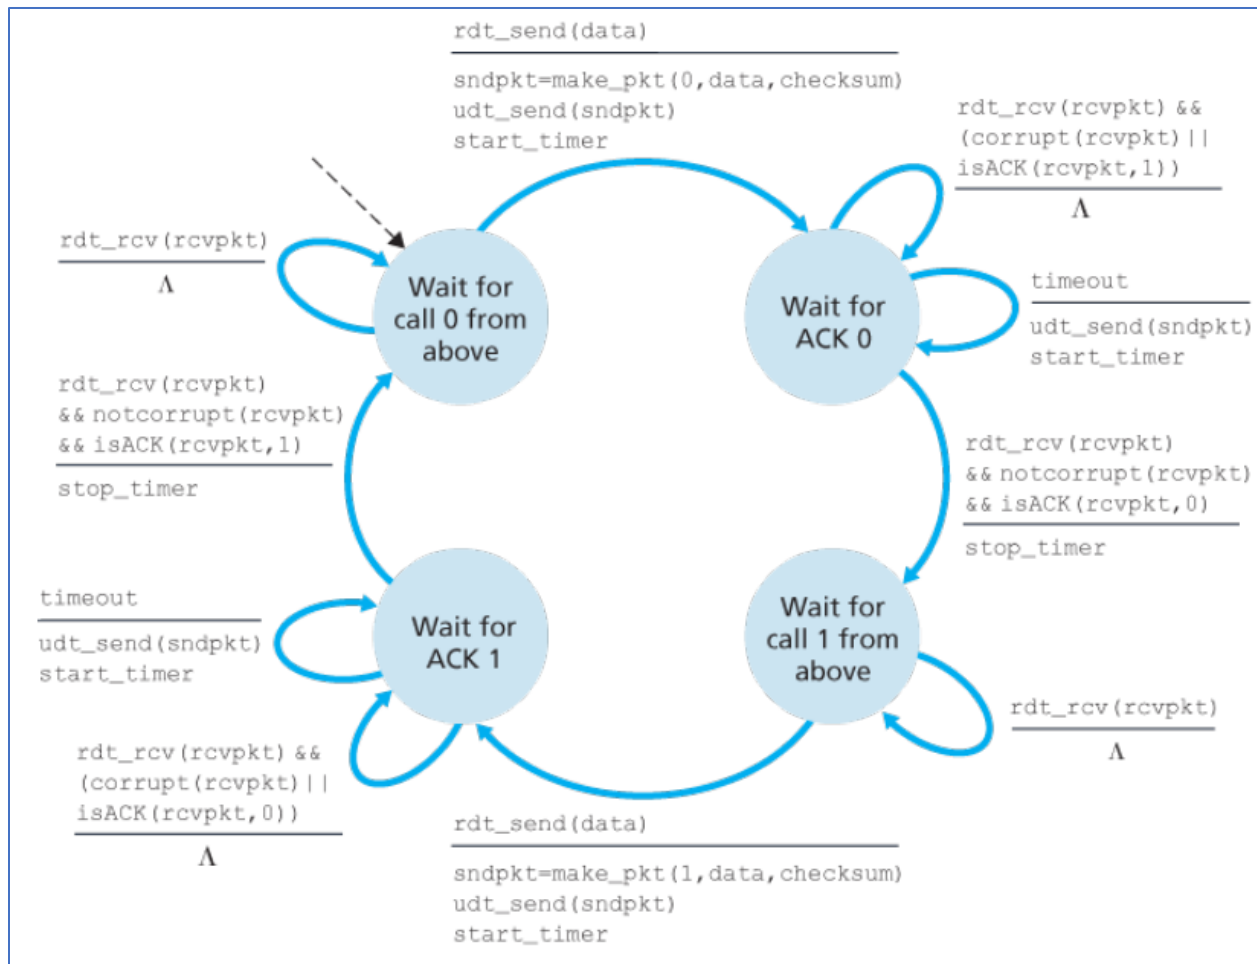 rdt_send(data)
sndpkt=make_pkt(0,data,checksum)
udt_send(sndpkt)
start_timer
rdt_rcv(rcvpkt) &&
(corrupt(rcvpkt)||
isACK(rcvpkt,1))
Λ
rdt_rcv(rcvpkt)
Λ
Wait for
call 0 from
above
Wait for
ACK 0
timeout
udt_send(sndpkt)
start_timer
rdt_rcv(rcvpkt)
&& notcorrupt(rcvpkt)
&& isACK(rcvpkt,1)
stop_timer
rdt_rcv(rcvpkt)
&& notcorrupt(rcvpkt)
&& isACK(rcvpkt,0)
stop_timer
timeout
udt_send(sndpkt)
start_timer
Wait for
ACK 1
Wait for
call 1 from
above
rdt_rcv(rcvpkt)
Λ
rdt_rcv(rcvpkt) &&
(corrupt(rcvpkt)||
isACK(rcvpkt,0))
Λ
rdt_send(data)
sndpkt=make_pkt(1,data,checksum)
udt_send(sndpkt)
start_timer